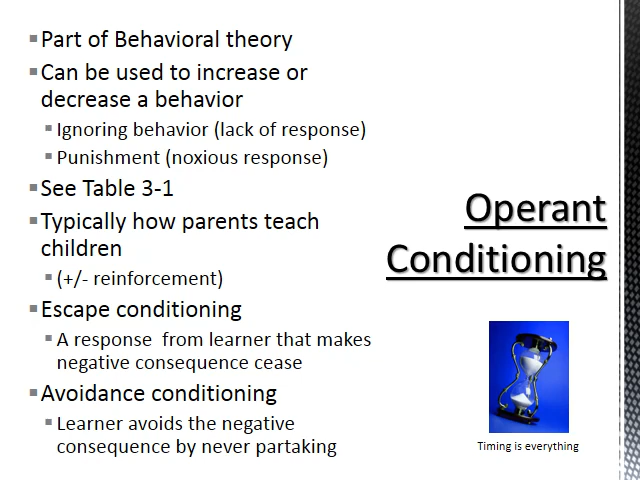 Part of Behavioral theory
Can be used to increase or
decrease a behavior
Ignoring behavior (lack of response)
Punishment (noxious response)
See Table 3-1
Typically how parents teach
children
(+/- reinforcement)
Escape conditioning
A response from learner that makes
negative consequence cease
Avoidance conditioning
Learner avoids the negative
consequence by never partaking
Operant
Conditioning
Timing is everything